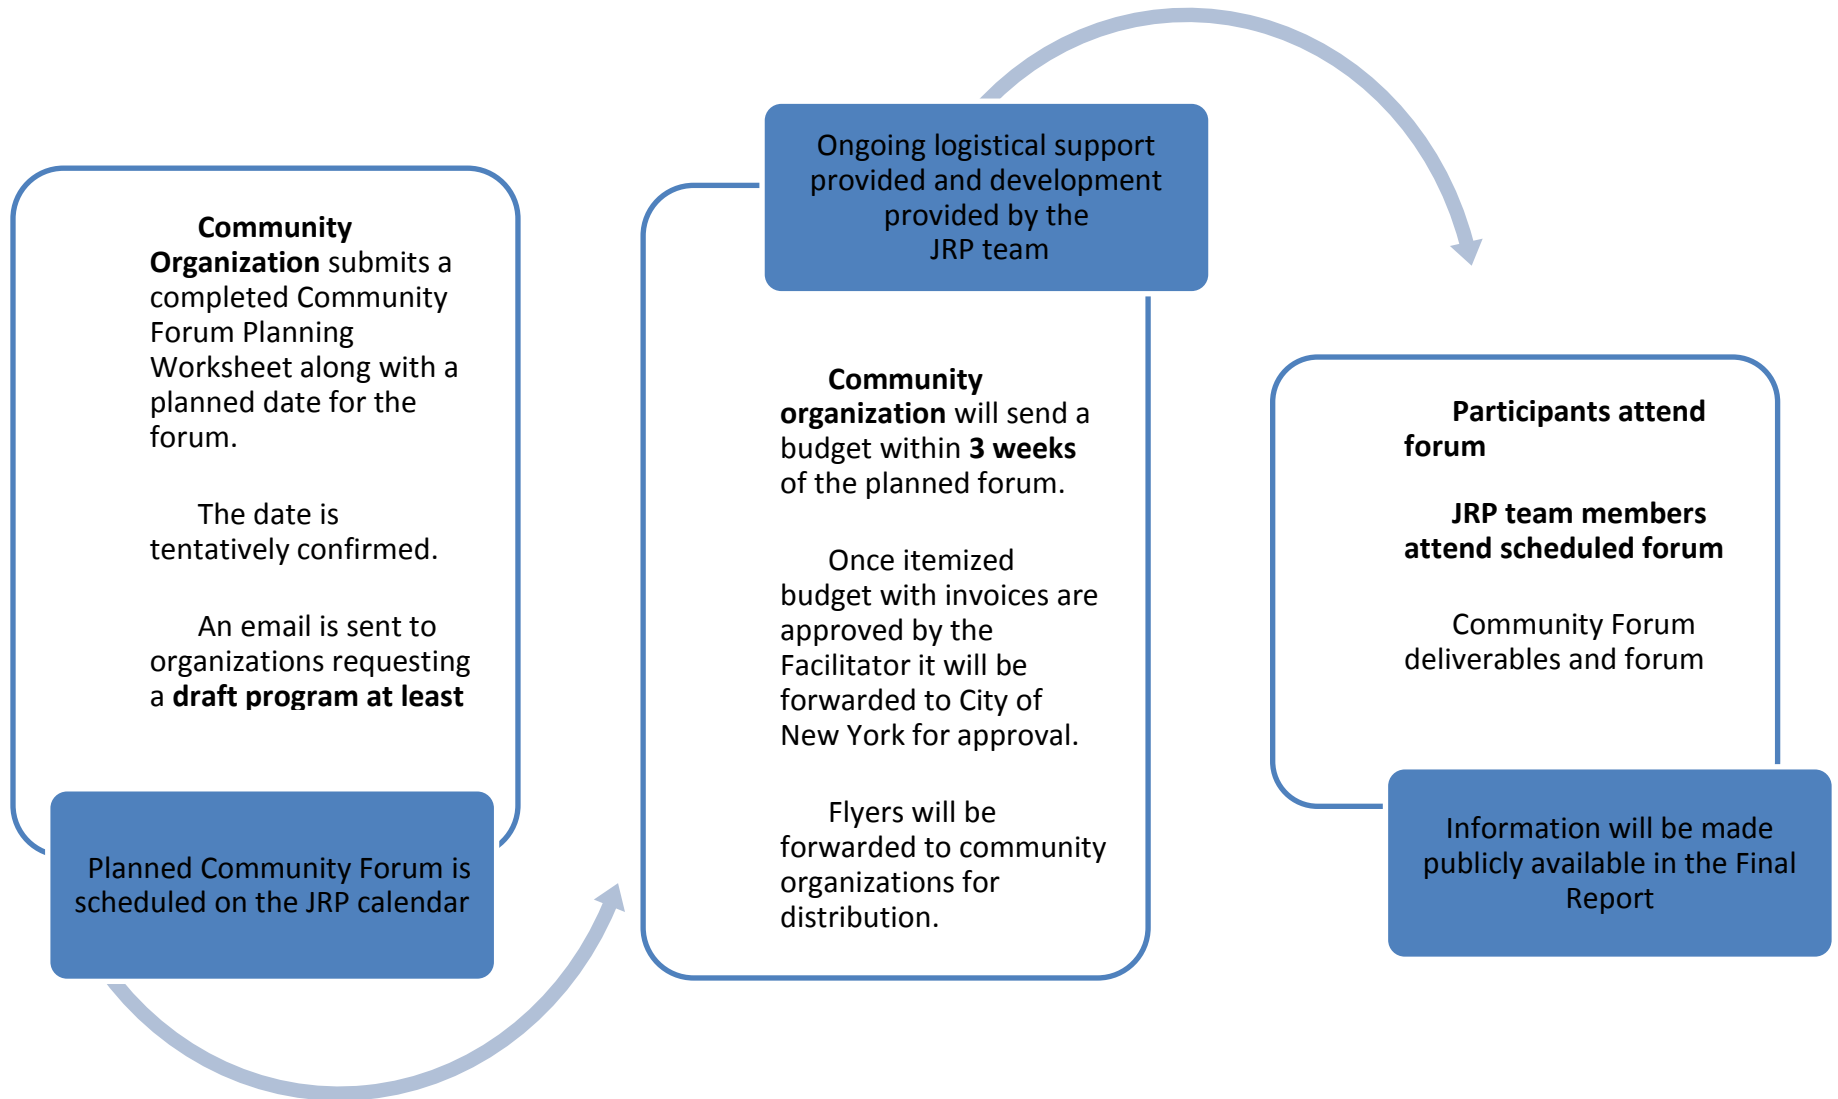 Community
Organization submits a
completed Community
Forum Planning
Worksheet along with a
planned date for the
forum.
The date is
tentatively confirmed.
An email is sent to
organizations requesting
a draft program at least
Planned Community Forum is
scheduled on the JRP calendar
Ongoing logistical support
provided and development
provided by the
JRP team
Community
organization will send a
budget within 3 weeks
of the planned forum.
Once itemized
budget with invoices are
approved by the
Facilitator it will be
forwarded to City of
New York for approval.
Flyers will be
forwarded to community
organizations for
distribution.
Participants attend
forum
JRP team members
attend scheduled forum
Community Forum
deliverables and forum
Information will be made
publicly available in the Final
Report